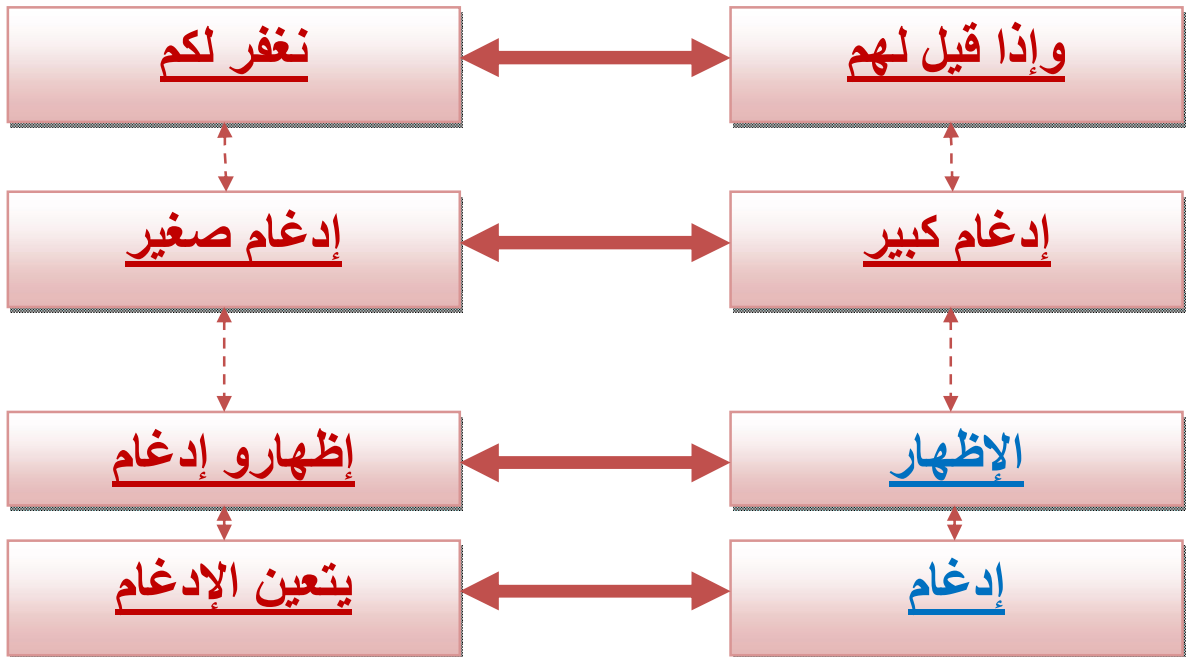 وإذا قيل لهم
نغفر لكم
إدغام كبير
إدغام صغير
الإظهار
إظهارو إدغام
إدغام
يتعين الإدغام